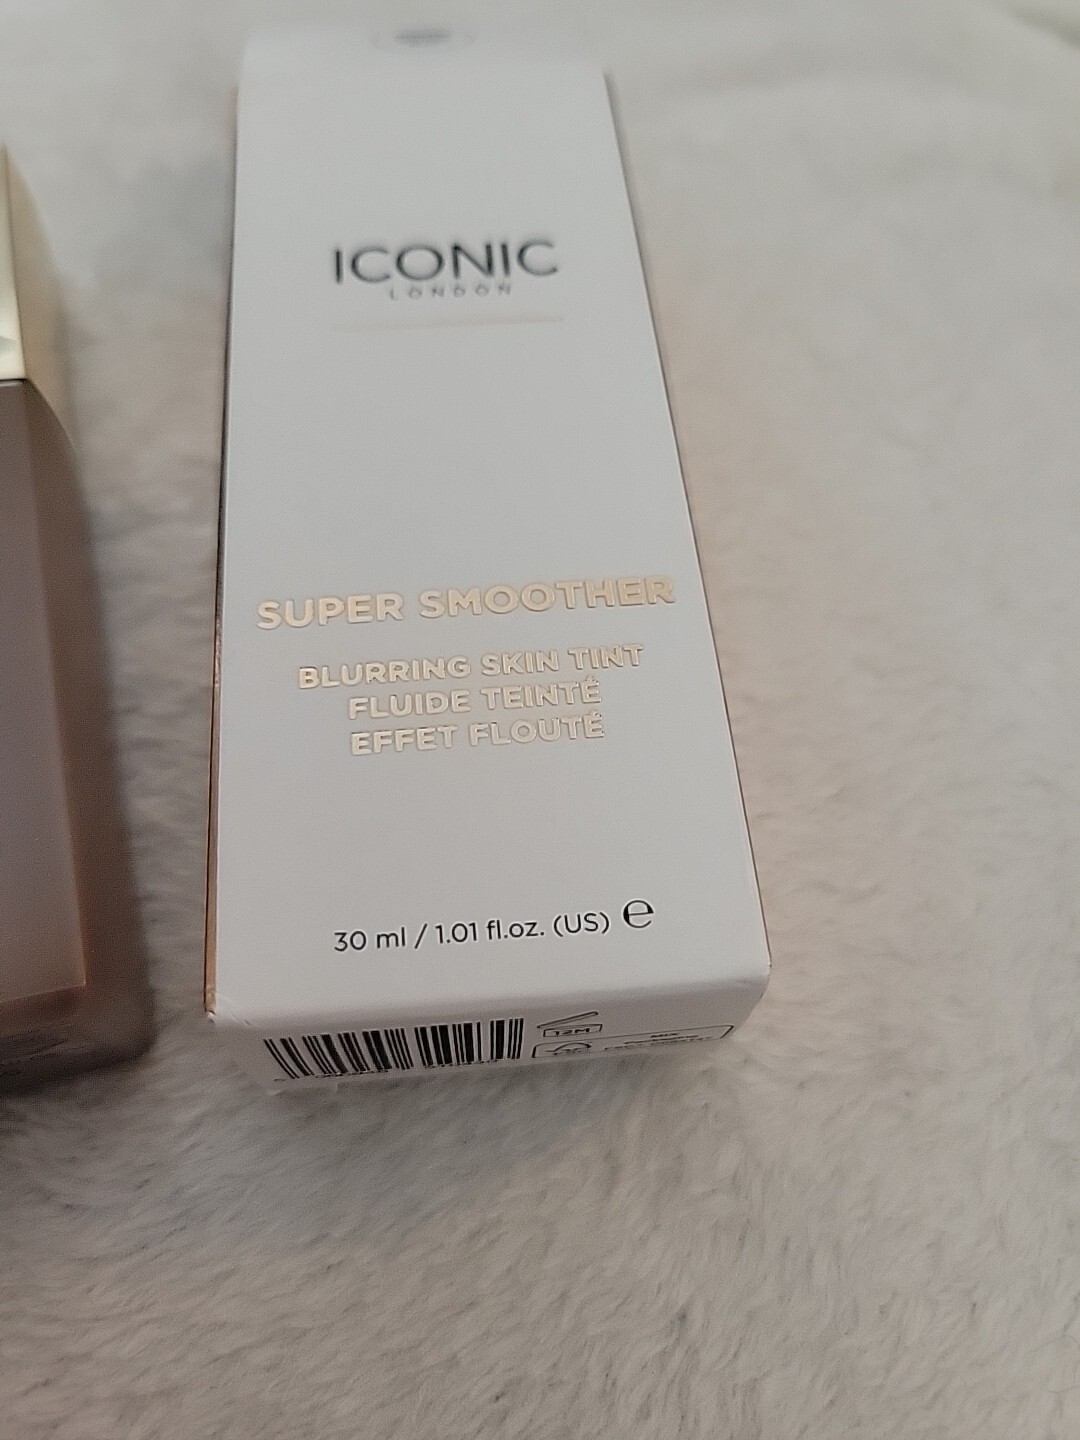 ICONIC
LONDON
SUPER SMOOTHER
BLURRING SKIN TINT
FLUIDE TEINTÉ
EFFET FLOUTÉ
30 ml / 1.01 fl.oz. (US) ℮
12M
MIX